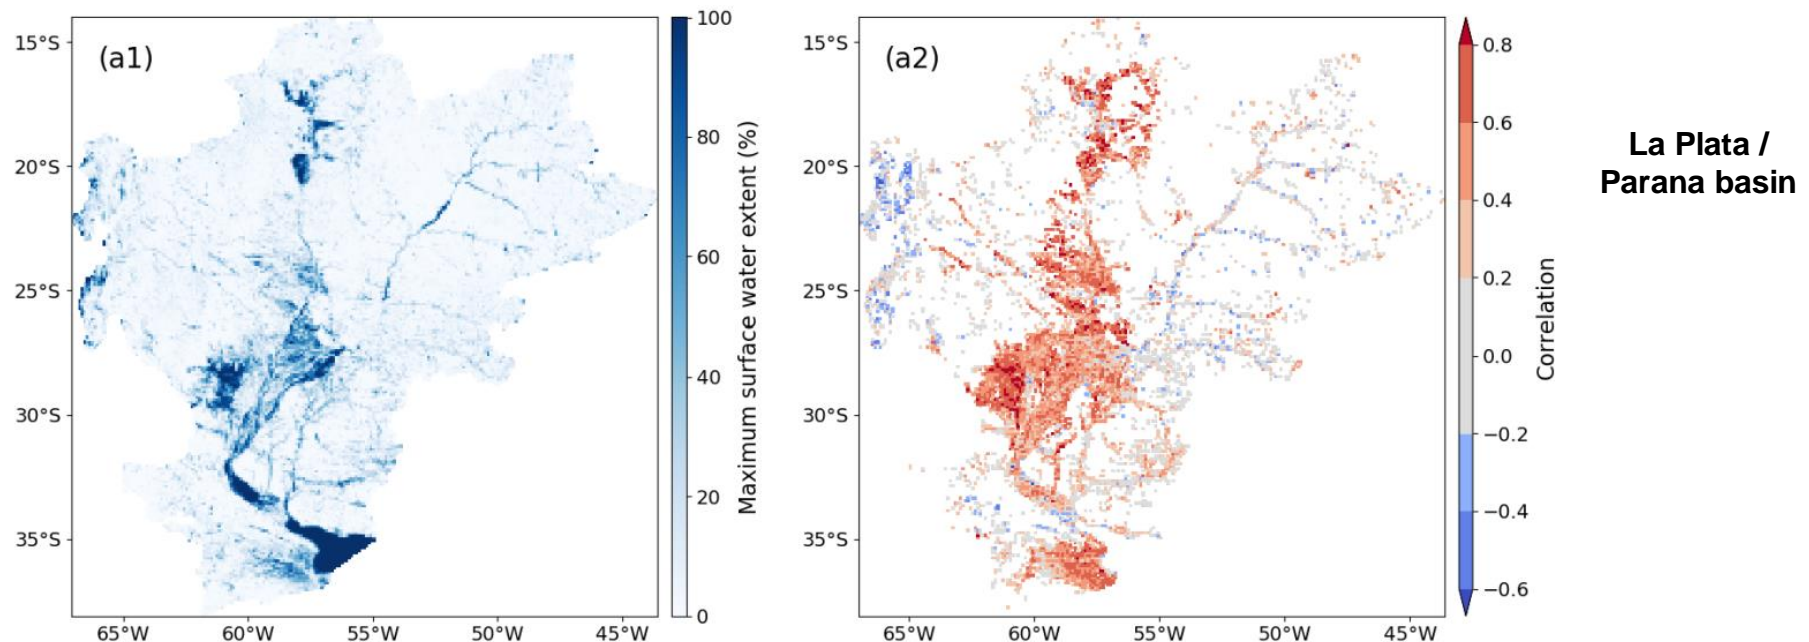 (a1)
15°S
20°S
25°S
30°S
35°S
65°W
60°W
55°W
50°W
45°W
100
80
60
40
20
0
Maximum surface water extent (%)
(a2)
15°S
20°S
25°S
30°S
35°S
65°W
60°W
55°W
50°W
45°W
0.8
0.6
0.4
0.2
0.0
−0.2
−0.4
−0.6
Correlation
La Plata /
Parana basin